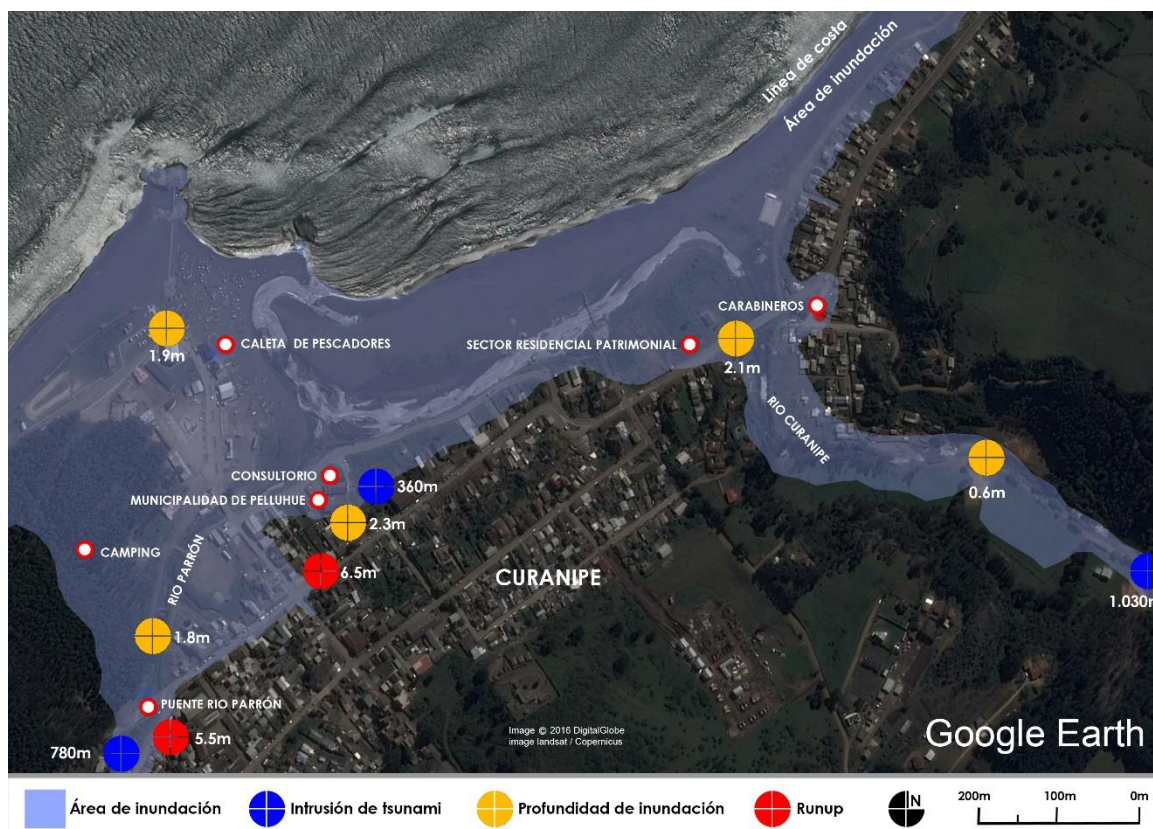 Línea de costa
Área de inundación
CARABINEROS
1.9m
CALETA DE PESCADORES
SECTOR RESIDENCIAL PATRIMONIAL
2.1m
RIO CURANIPE
0.6m
CONSULTORIO
360m
MUNICIPALIDAD DE PELLUHUE
2.3m
CAMPING
RIO PARRÓN
6.5m
CURANIPE
1.030m
1.8m
PUENTE RIO PARRÓN
5.5m
780m
Image © 2016 DigitalGlobe
image landsat / Copernicus
Google Earth
Área de inundación
Intrusión de tsunami
Profundidad de inundación
Runup
N
200m 100m 0m